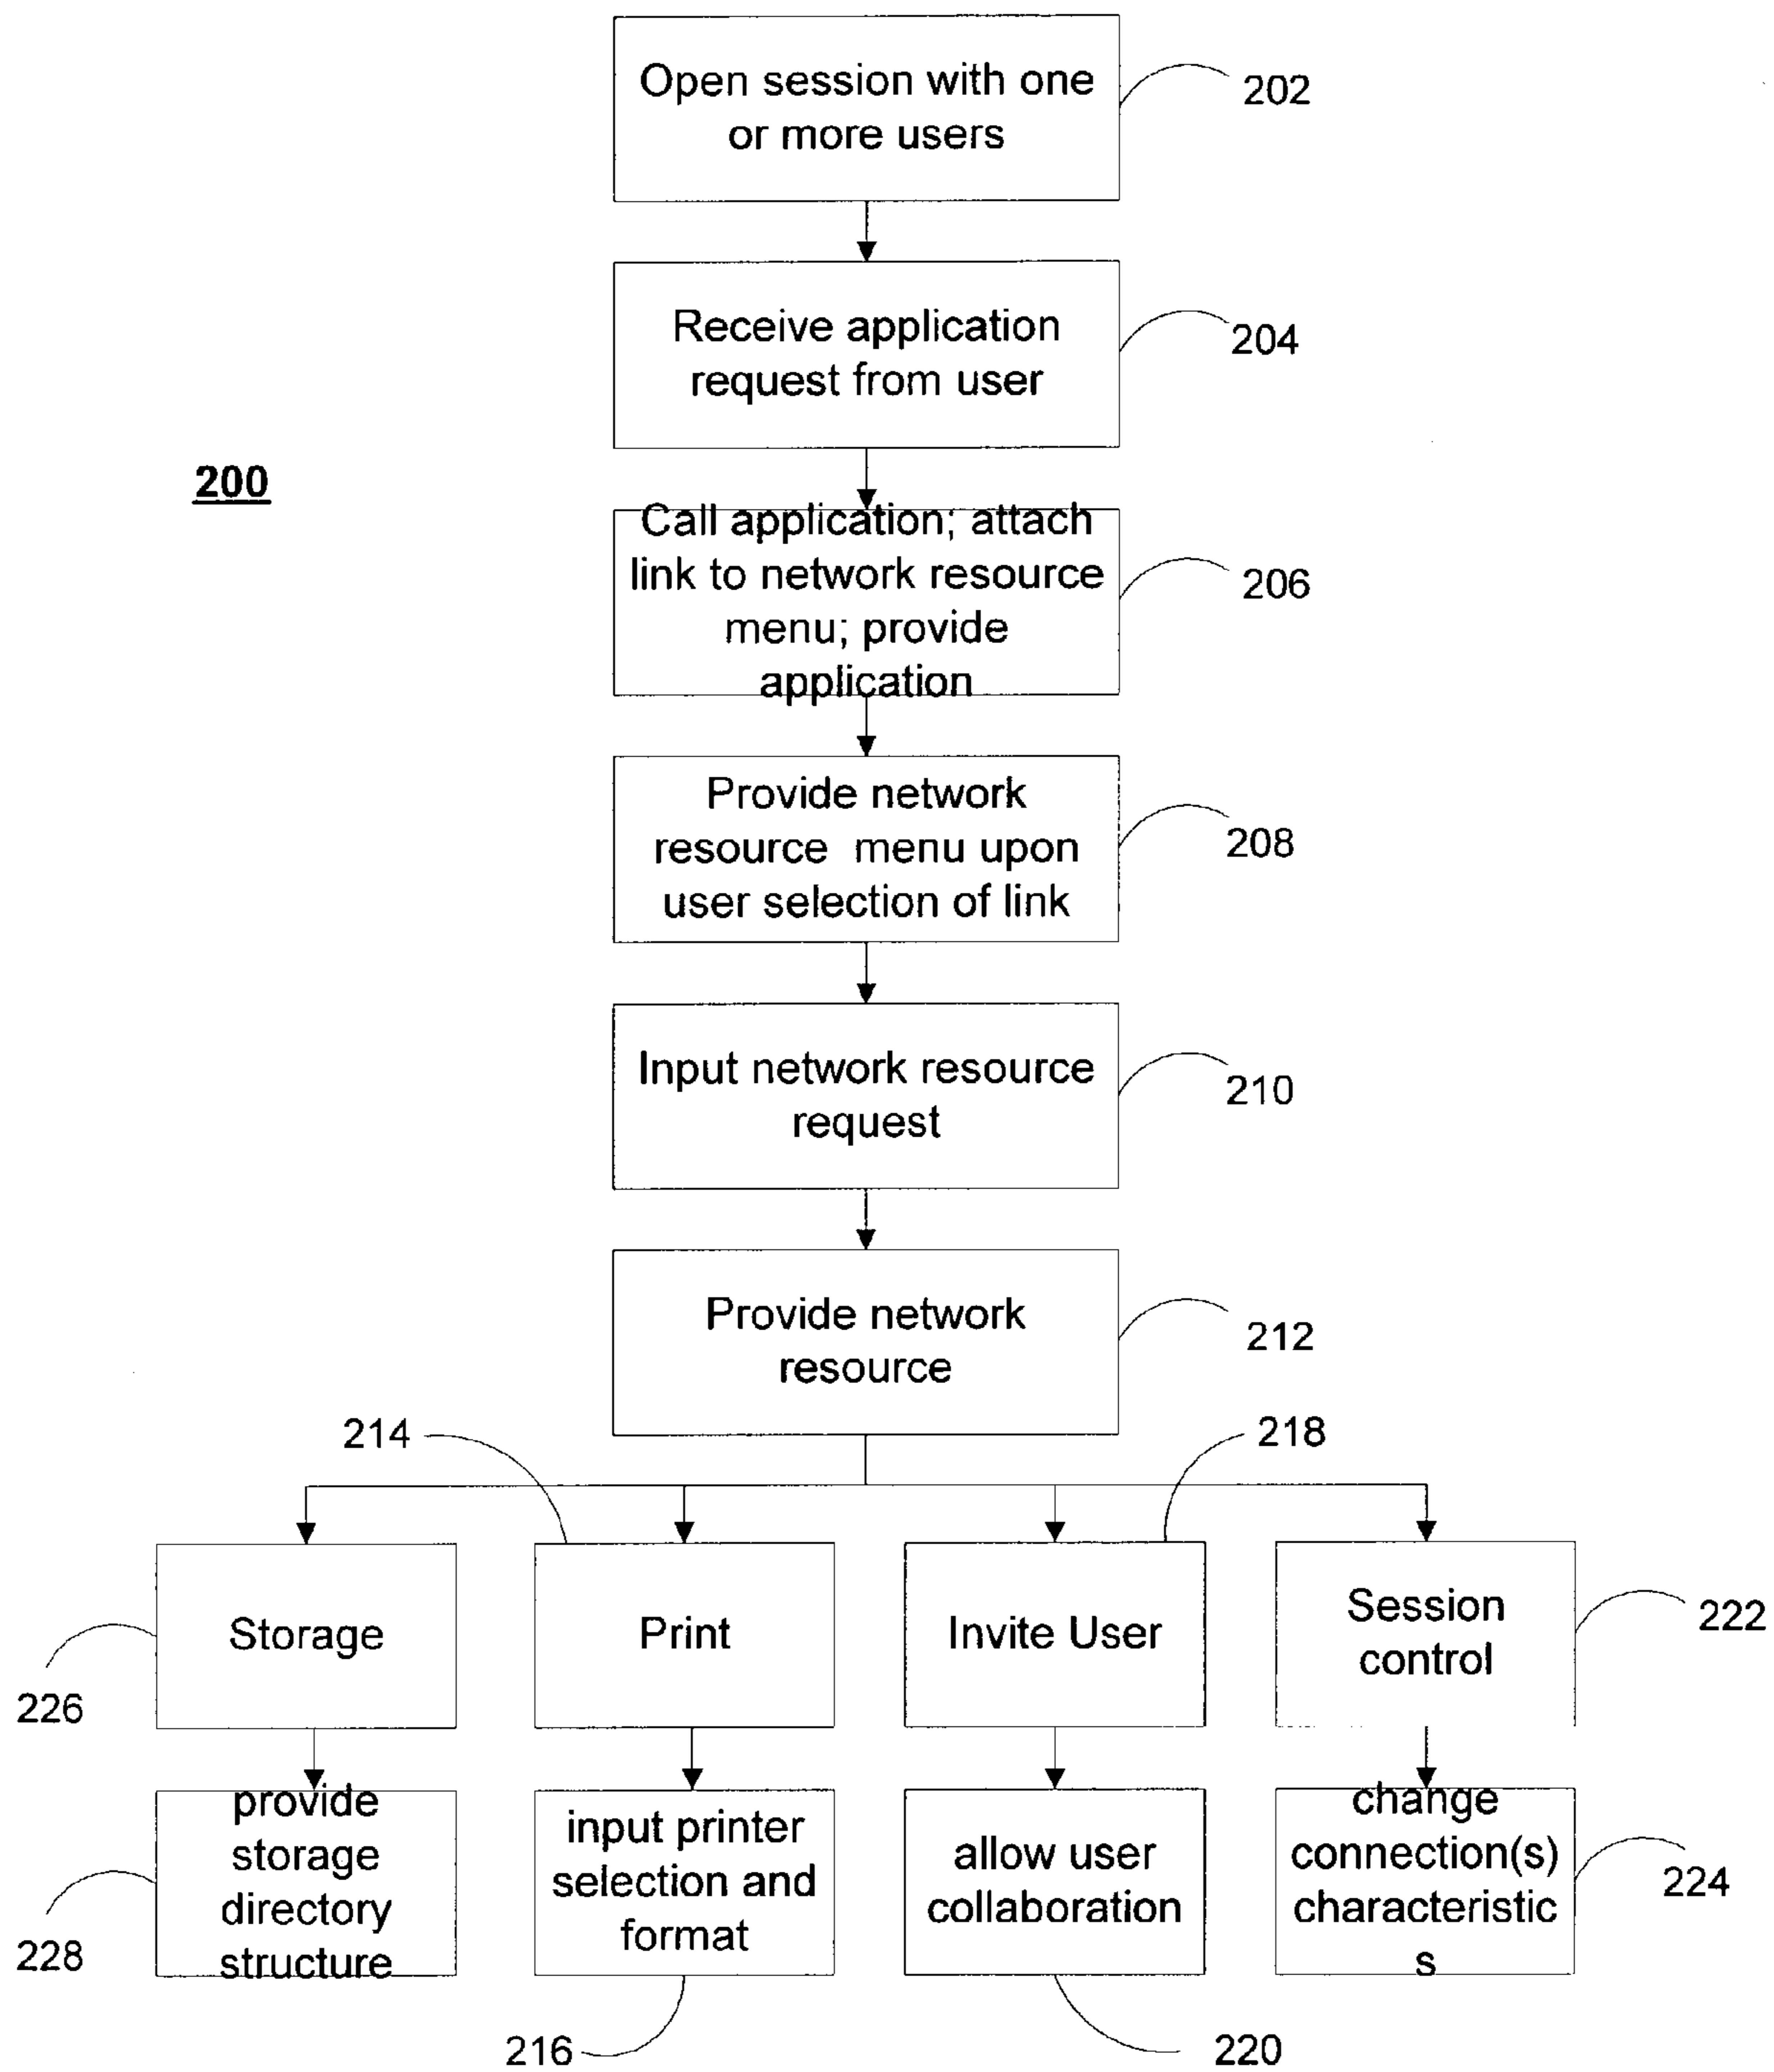 Open session with one
or more users
202
Receive application
request from user
204
200
Call application; attach
link to network resource
menu; provide
application
206
Provide network
resource menu upon
user selection of link
208
Input network resource
request
210
Provide network
resource
212
214
218
Storage
Print
Invite User
Session
control
222
226
provide
storage
directory
structure
input printer
selection and
format
allow user
collaboration
change
connection(s)
characteristic
s
224
228
216
220